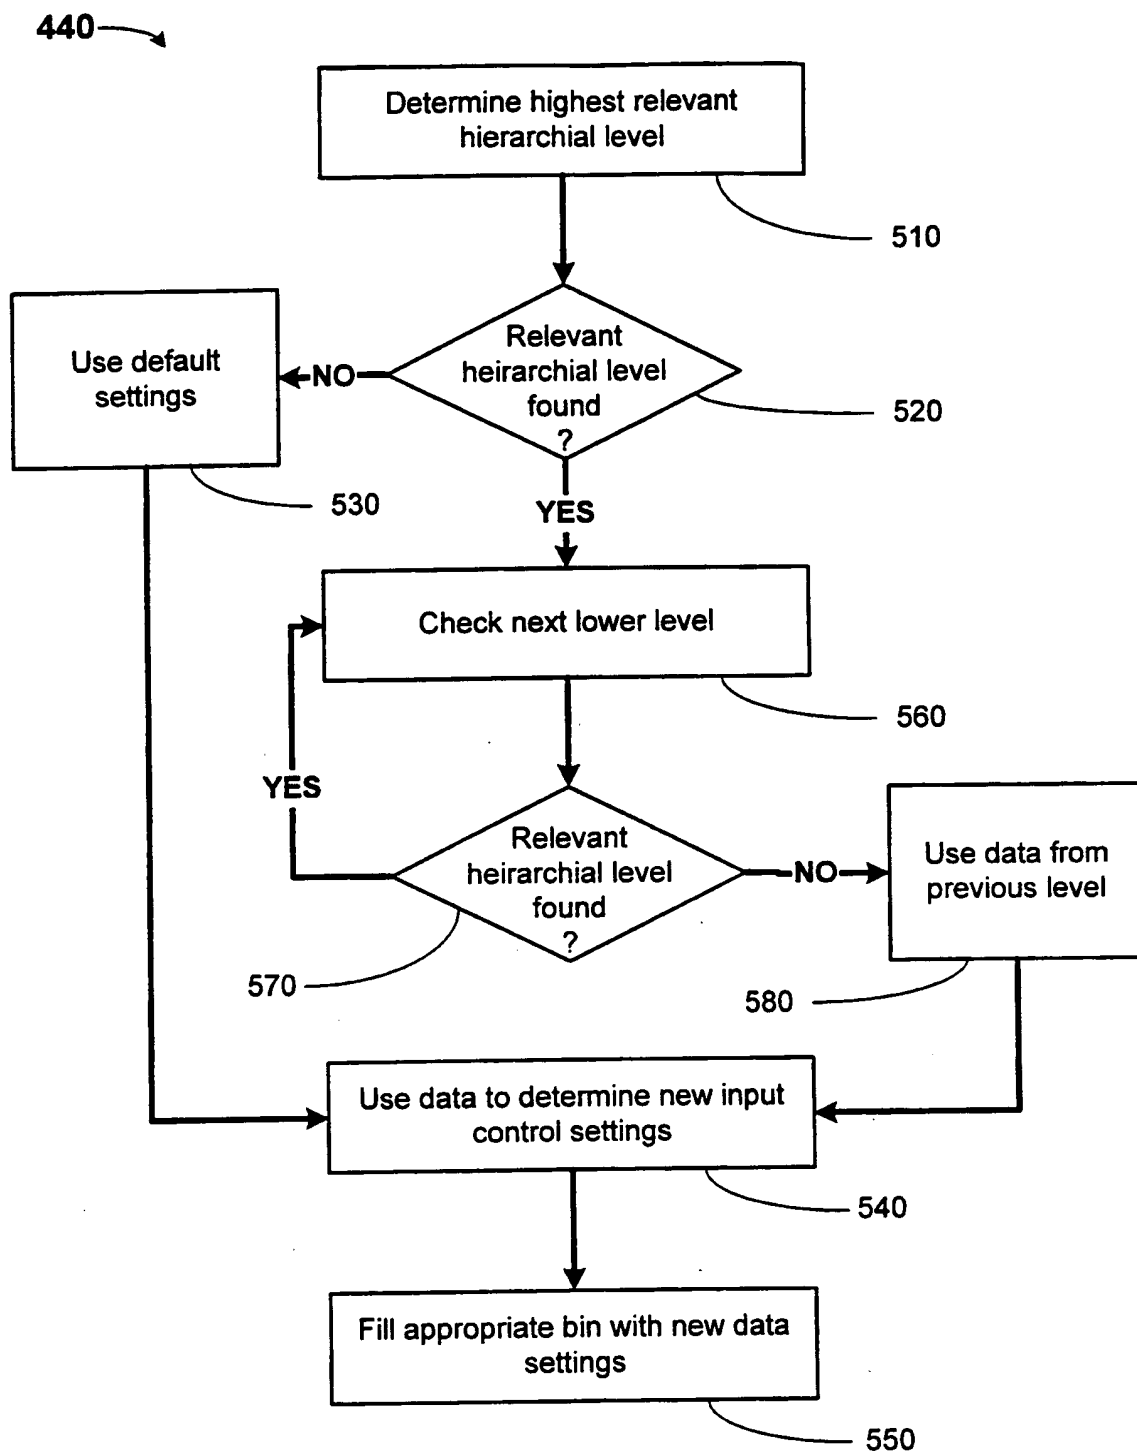 440
Determine highest relevant
hierarchial level
510
Relevant
heirarchial level
found
?
520
NO
Use default
settings
530
YES
Check next lower level
560
YES
Relevant
heirarchial level
found
?
570
NO
Use data from
previous level
580
Use data to determine new input
control settings
540
Fill appropriate bin with new data
settings
550